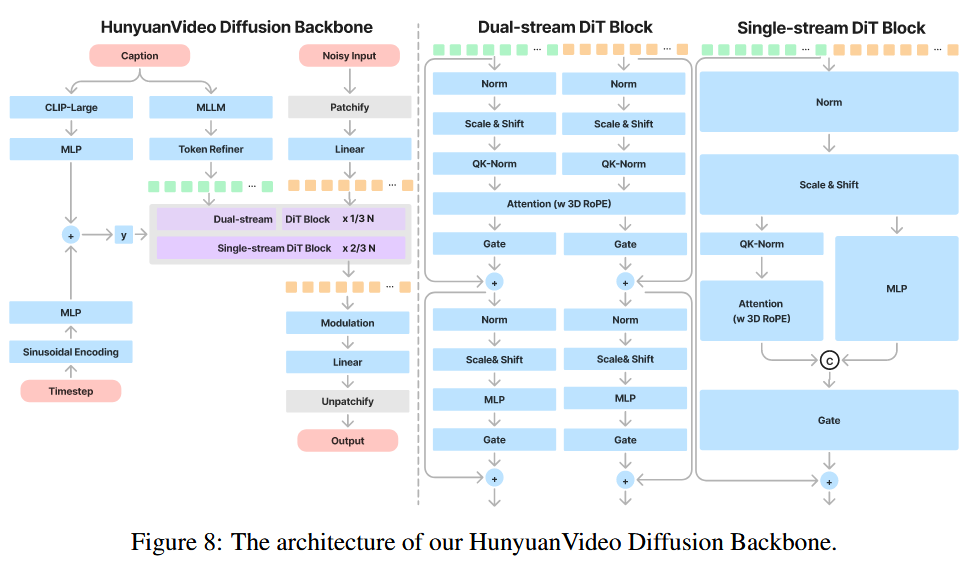 HunyuanVideo Diffusion Backbone
Caption
Noisy Input
CLIP-Large
MLLM
Patchify
MLP
Token Refiner
Linear
...
...
Dual-stream DiT Block x 1/3 N
+
y
Single-stream DiT Block x 2/3 N
...
MLP
Modulation
Sinusoidal Encoding
Linear
Timestep
Unpatchify
Output
Dual-stream DiT Block
...
...
Norm
Norm
Scale & Shift
Scale & Shift
QK-Norm
QK-Norm
Attention (w 3D RoPE)
Gate
Gate
+
+
Norm
Norm
Scale& Shift
Scale& Shift
MLP
MLP
Gate
Gate
+
+
Single-stream DiT Block
...
...
Norm
Scale & Shift
QK-Norm
Attention
(w 3D RoPE)
MLP
C
Gate
+
Figure 8: The architecture of our HunyuanVideo Diffusion Backbone.